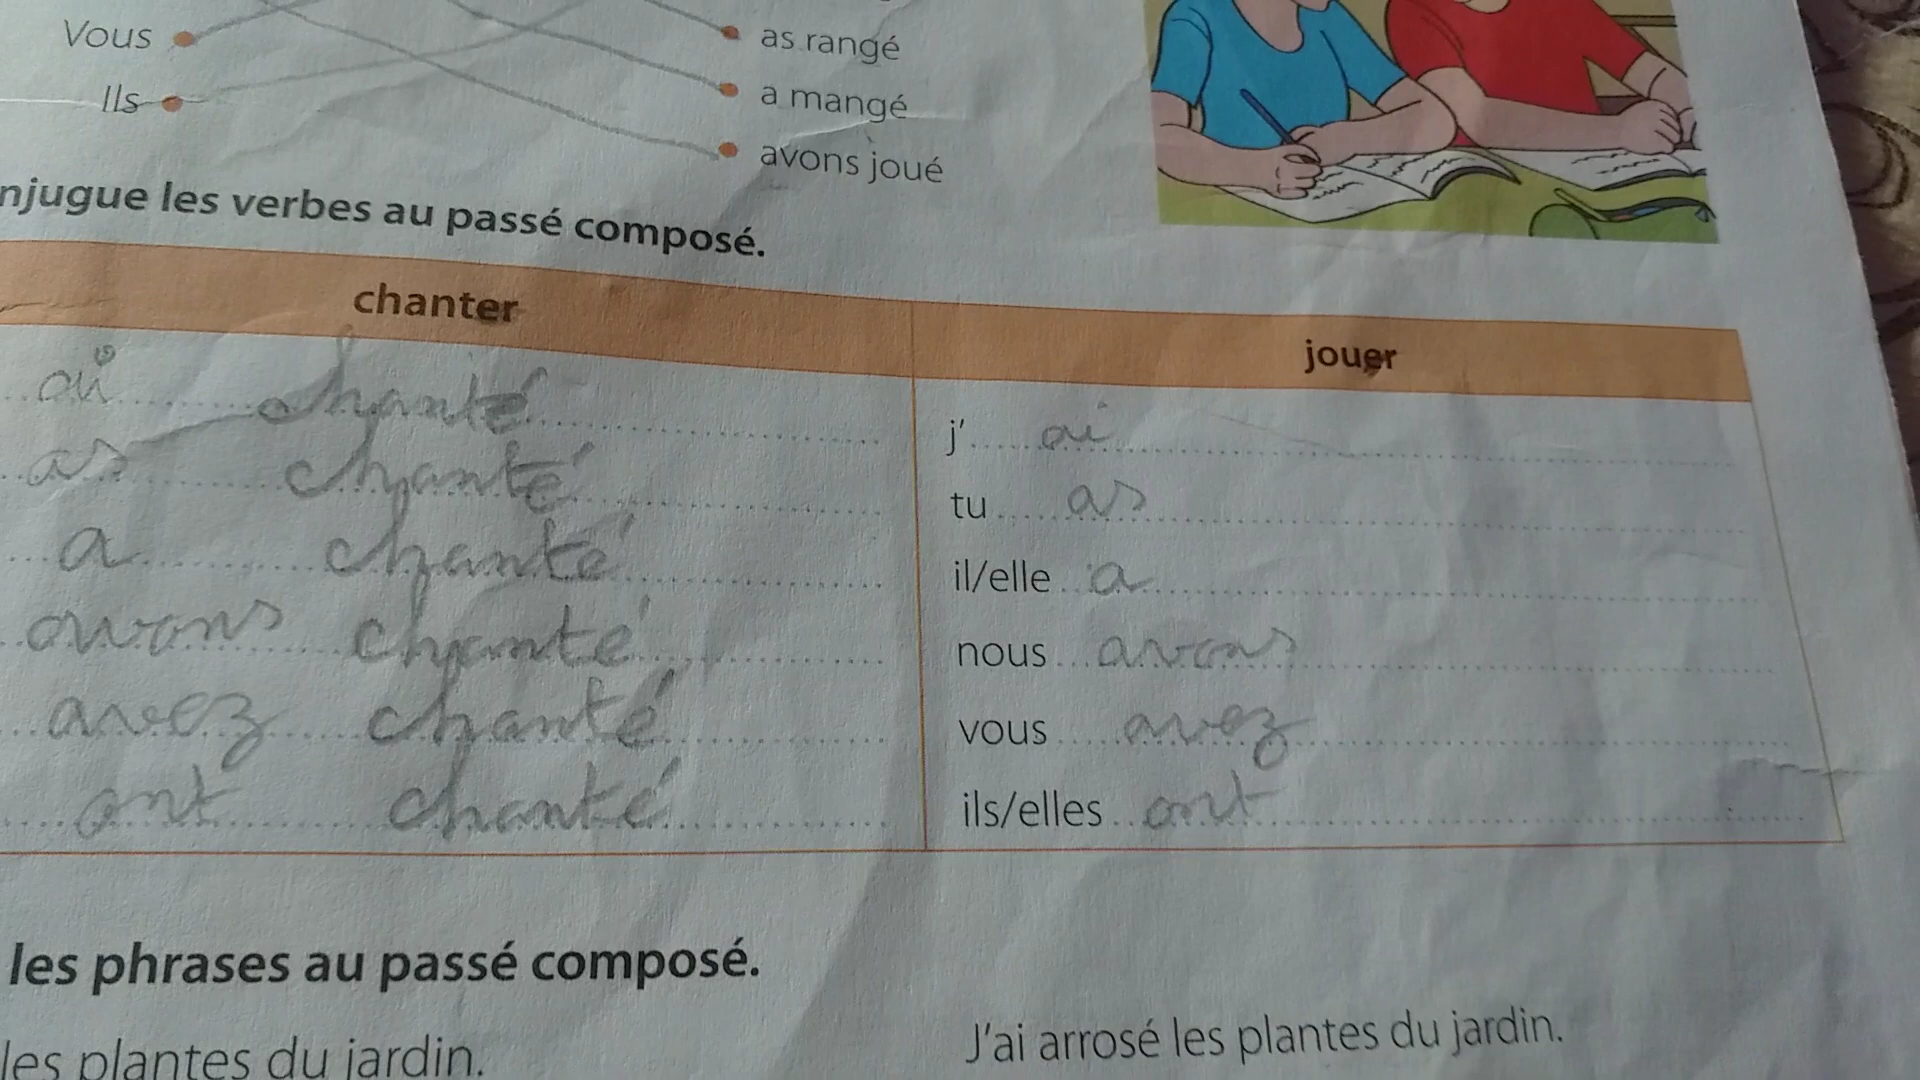 Vous
as rangé
Ils
a mangé
avons joué
njugue les verbes au passé composé.
chanter
jouer
ai chanté
j' ai
as chanté
tu as
a chanté
il/elle a
avons chanté
nous avons
avez chanté
vous avez
ont chanté
ils/elles ont
les phrases au passé composé.
les plantes du jardin.
J'ai arrosé les plantes du jardin.